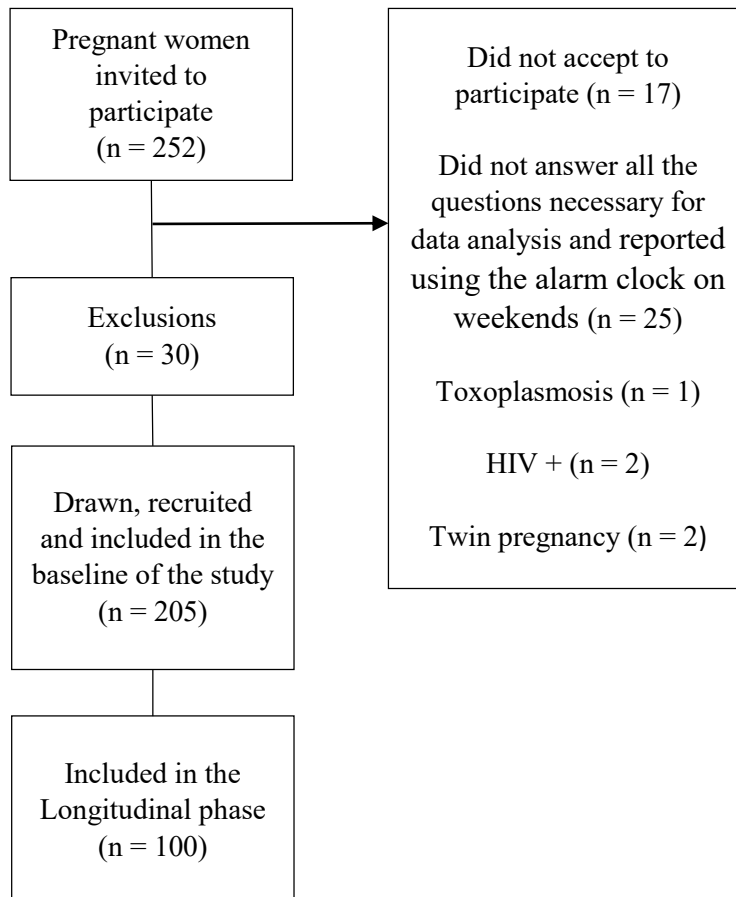 Pregnant women
invited to
participate
(n = 252)
Did not accept to
participate (n = 17)
Did not answer all the
questions necessary for
data analysis and reported
using the alarm clock on
weekends (n = 25)
Toxoplasmosis (n = 1)
HIV + (n = 2)
Twin pregnancy (n = 2)
Exclusions
(n = 30)
Drawn, recruited
and included in the
baseline of the study
(n = 205)
Included in the
Longitudinal phase
(n = 100)